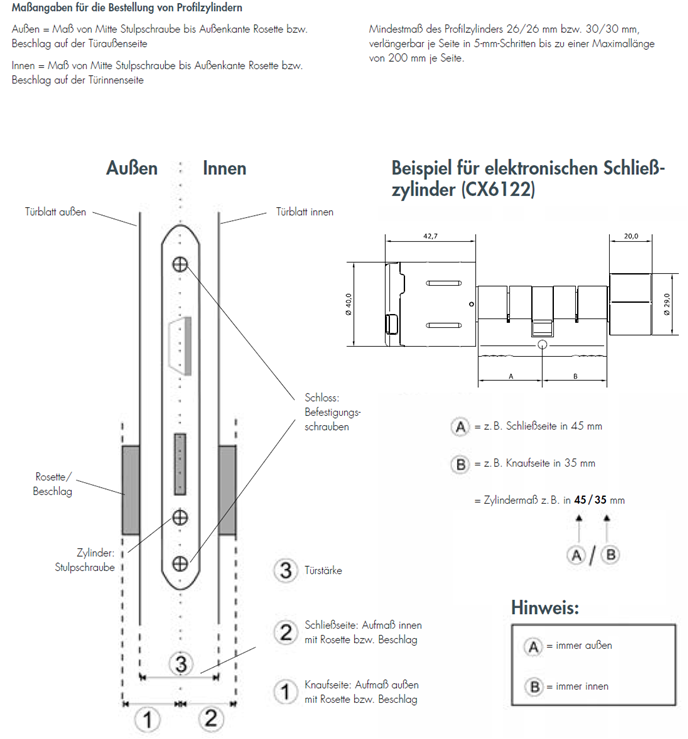 Maßangaben für die Bestellung von Profilzylindern
Außen = Maß von Mitte Stulpschraube bis Außenkante Rosette bzw.
Beschlag auf der Türaußenseite
Innen = Maß von Mitte Stulpschraube bis Außenkante Rosette bzw.
Beschlag auf der Türinnenseite
Mindestmaß des Profilzylinders 26/26 mm bzw. 30/30 mm,
verlängerbar je Seite in 5-mm-Schritten bis zu einer Maximallänge
von 200 mm je Seite.
Außen
Innen
Türblatt außen
Türblatt innen
Schloss:
Befestigungs-
schrauben
Rosette/
Beschlag
Zylinder:
Stulpschraube
3 Türstärke
2 Schließseite: Aufmaß innen
mit Rosette bzw. Beschlag
1 Knaufseite: Aufmaß außen
mit Rosette bzw. Beschlag
3
1
2
Beispiel für elektronischen Schließ-
zylinder (CX6122)
42,7
20,0
Ø 40,0
Ø 29,0
A
B
A = z.B. Schließseite in 45 mm
B = z.B. Knaufseite in 35 mm
= Zylindermaß z.B. in 45/35 mm
A / B
Hinweis:
A = immer außen
B = immer innen